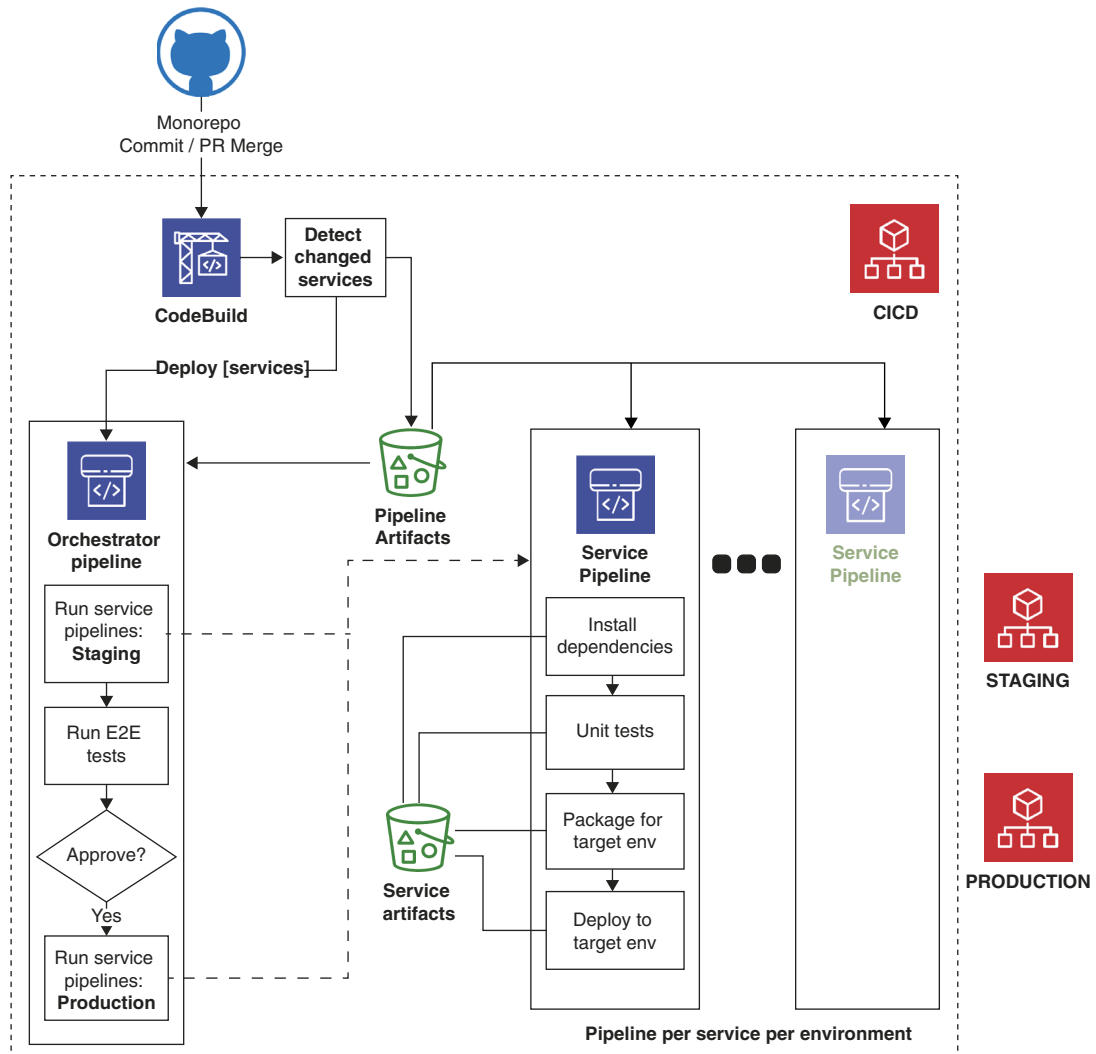 Monorepo
Commit / PR Merge
Detect
changed
services
CodeBuild
CICD
Deploy [services]
Pipeline
Artifacts
Orchestrator
pipeline
Run service
pipelines:
Staging
Run E2E
tests
Approve?
Yes
Run service
pipelines:
Production
Service
Pipeline
Install
dependencies
Unit tests
Package for
target env
Deploy to
target env
Service
artifacts
Service
Pipeline
STAGING
PRODUCTION
Pipeline per service per environment